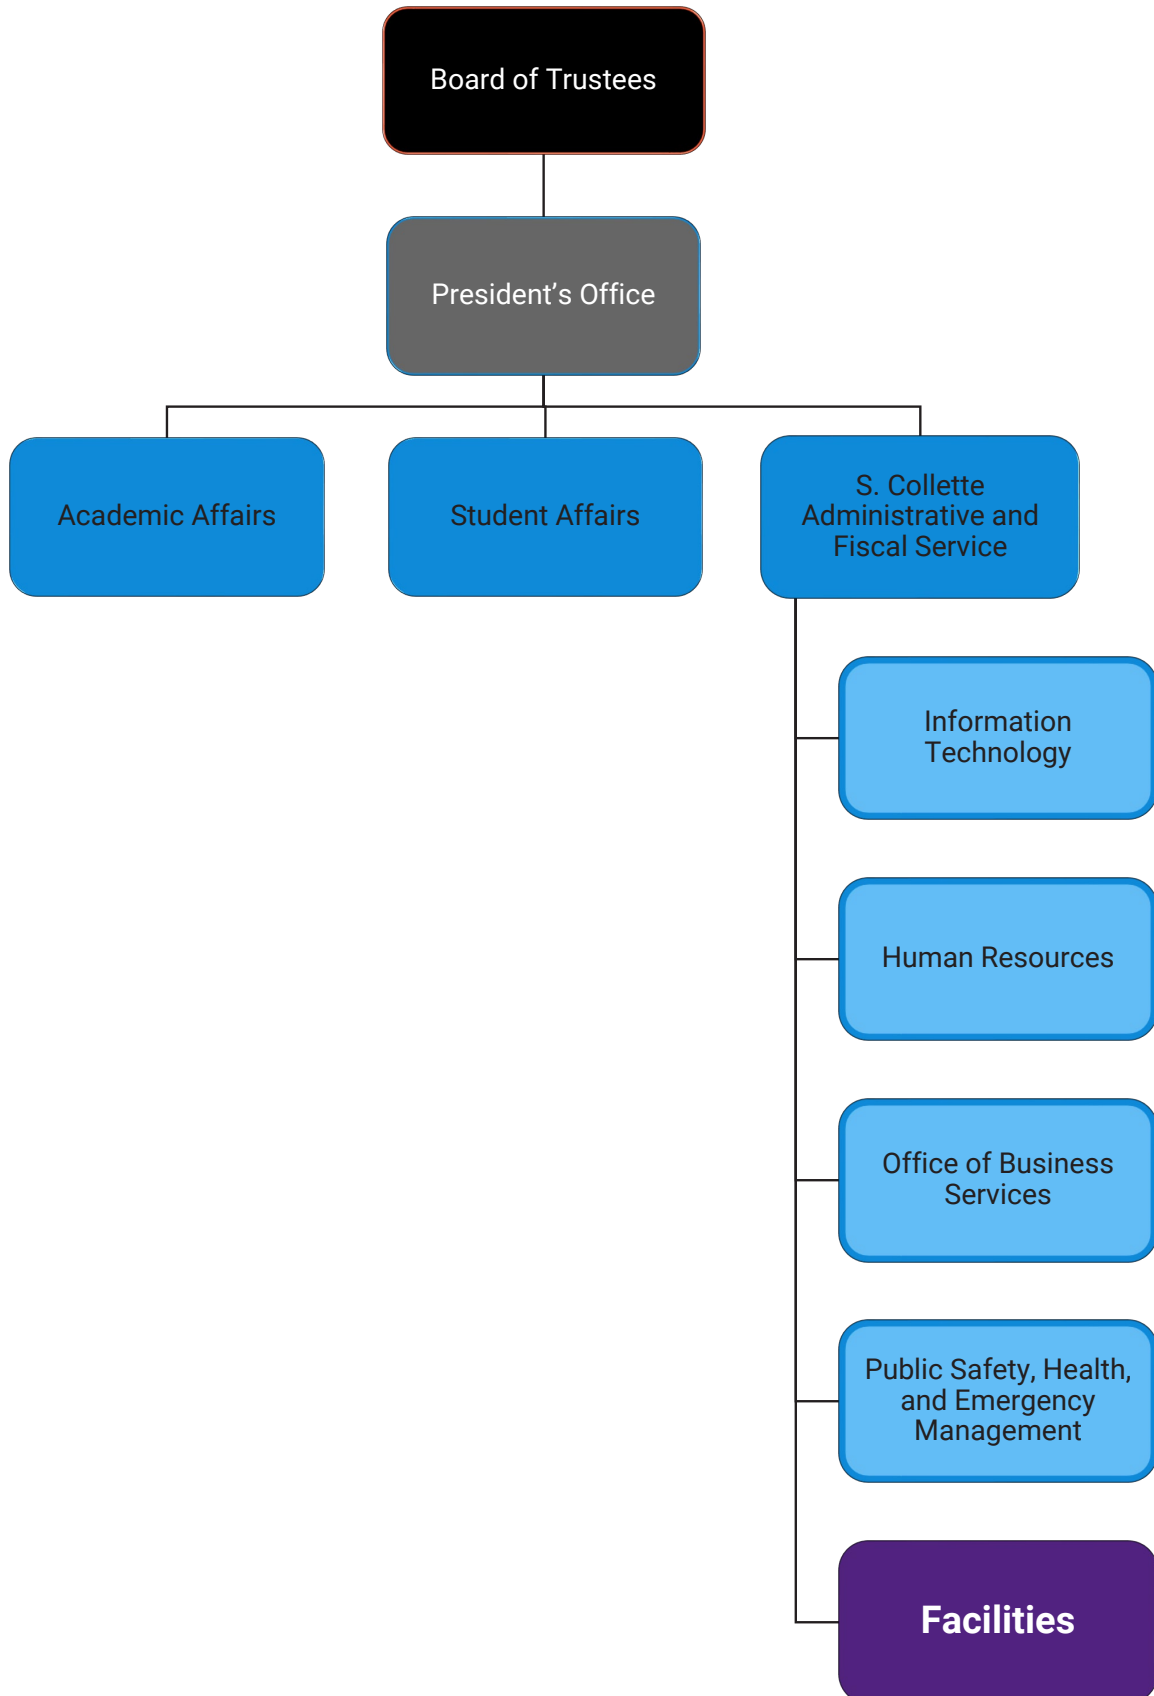 Board of Trustees
President’s Office
Academic Affairs
Student Affairs
S. Collette
Administrative and
Fiscal Service
Information
Technology
Human Resources
Office of Business
Services
Public Safety, Health,
and Emergency
Management
Facilities